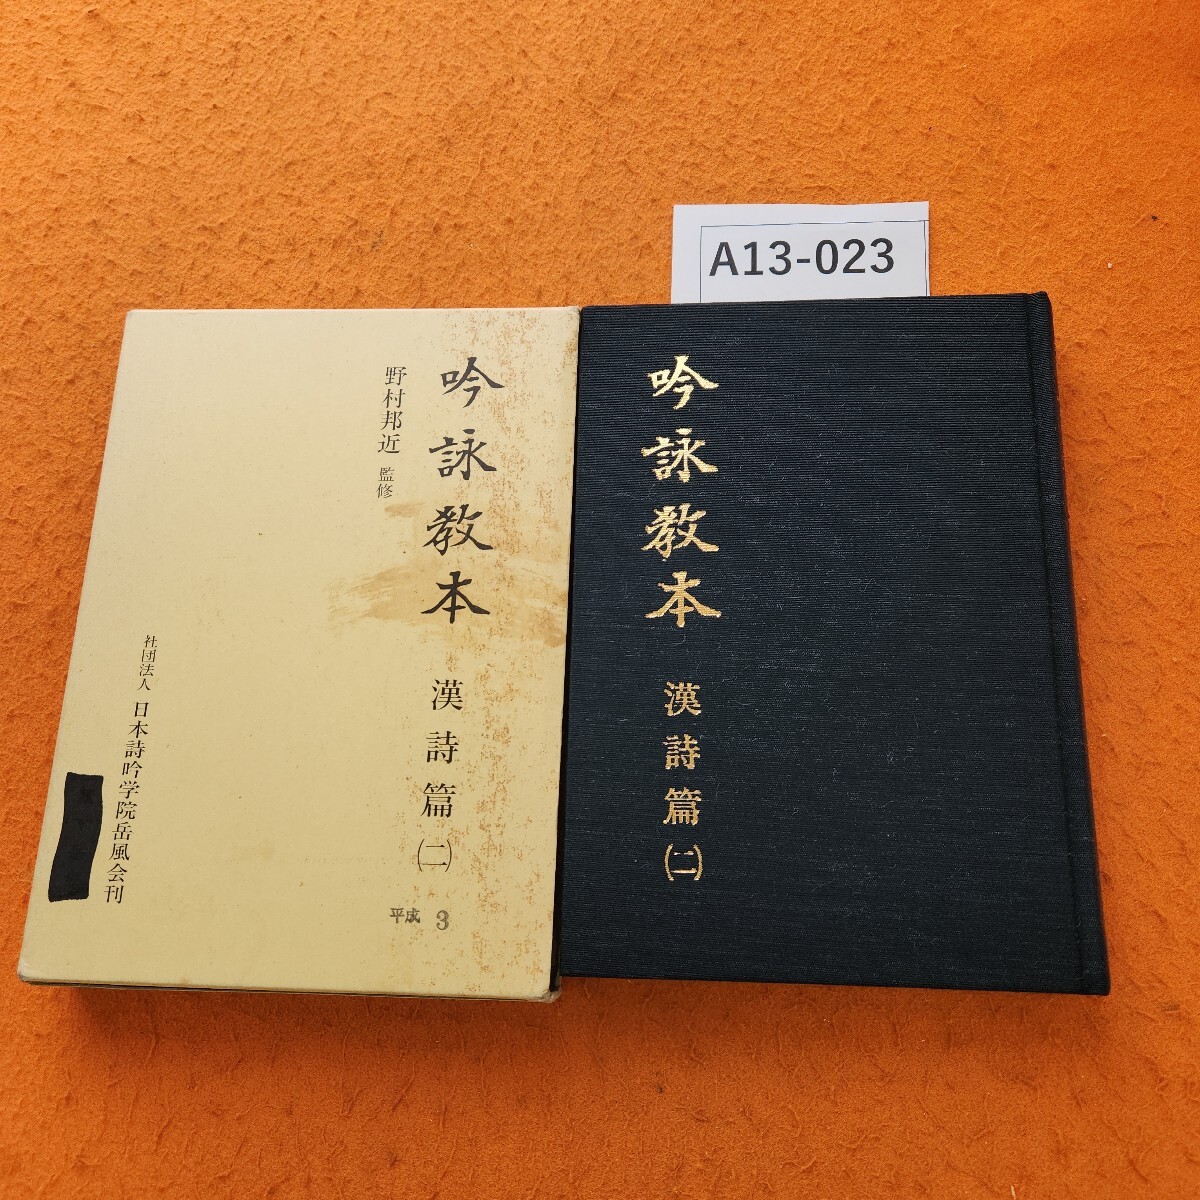 A13-023
吟詠教本 漢詩篇 ㈡
野村邦近 監修
社団法人 日本詩吟学院岳風会刊
平成 3
吟詠教本 漢詩篇 ㈡